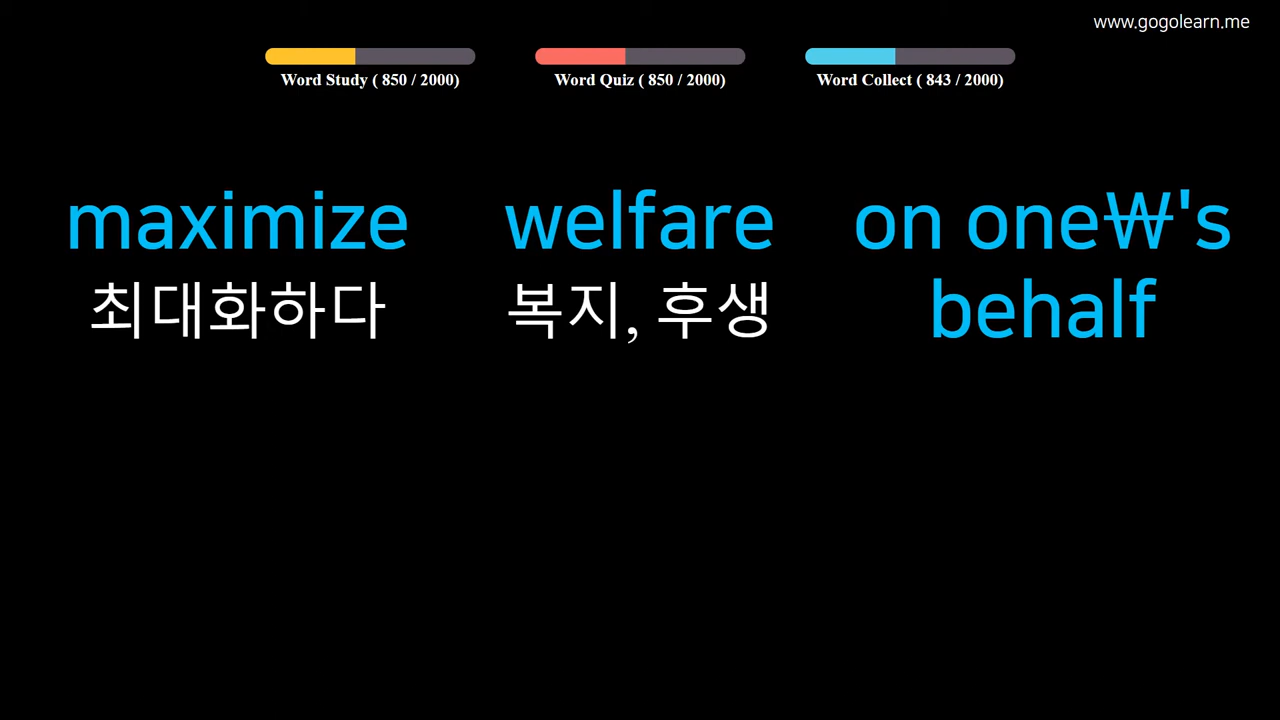 www.gogolearn.me
Word Study ( 850 / 2000)
Word Quiz ( 850 / 2000)
Word Collect ( 843 / 2000)
maximize
최대화하다
welfare
복지, 후생
on one₩'s
behalf